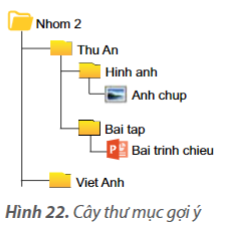 Nhom 2
Thu An
Hinh anh
Anh chup
Bai tap
Bai trinh chieu
Viet Anh
Hình 22. Cây thư mục gợi ý